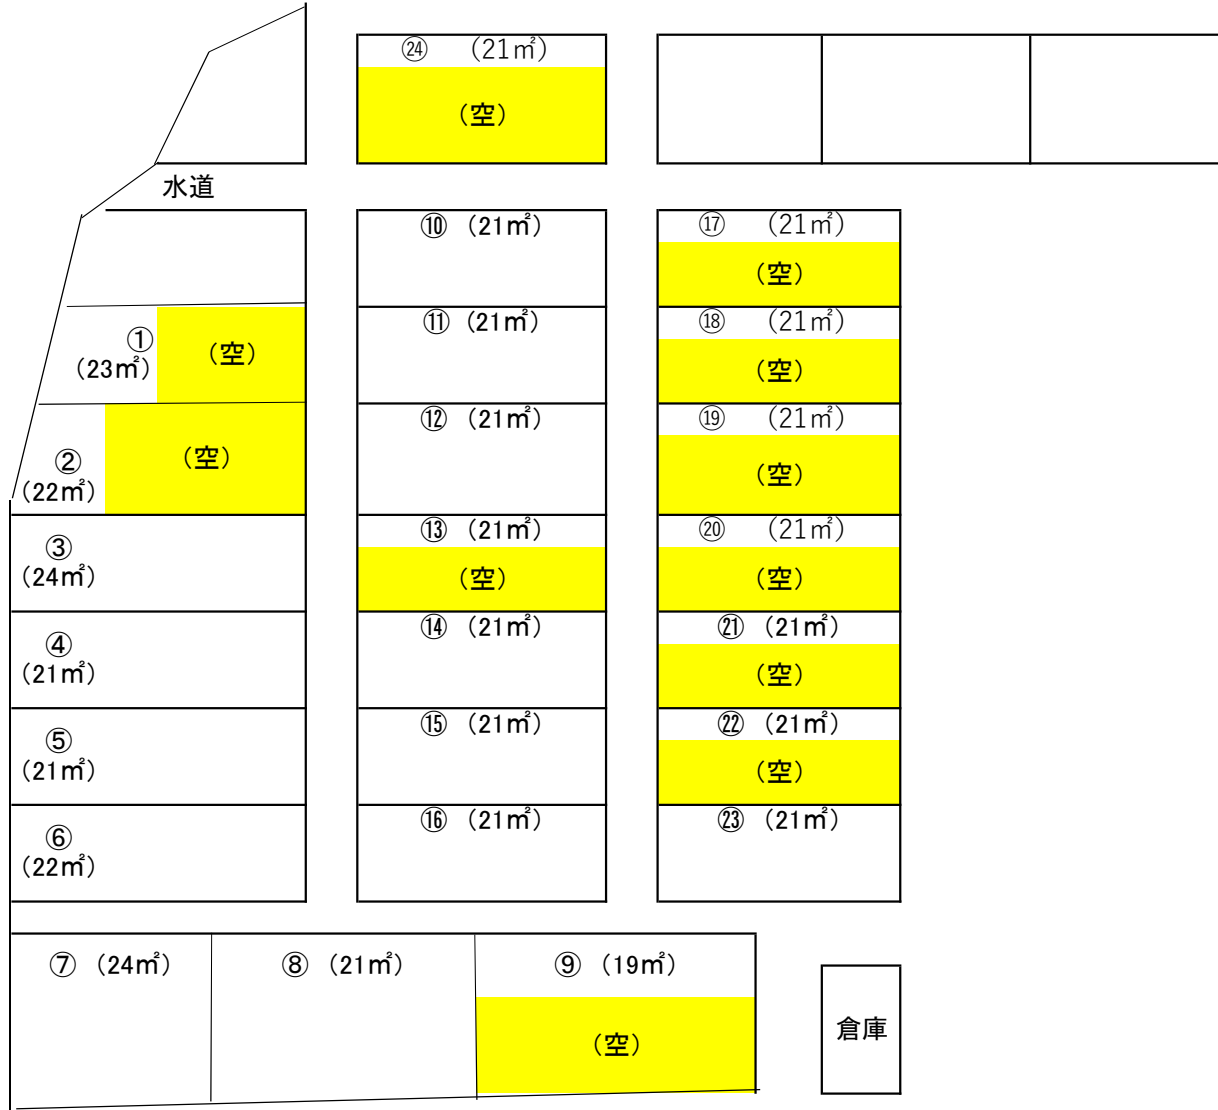 ㉔ （21㎡）
（空）
水道
①
（23㎡）
（空）
②
（22㎡）
（空）
③
（24㎡）
④
（21㎡）
⑤
（21㎡）
⑥
（22㎡）
⑩ （21㎡）
⑪ （21㎡）
⑫ （21㎡）
⑬ （21㎡）
（空）
⑭ （21㎡）
⑮ （21㎡）
⑯ （21㎡）
⑰ （21㎡）
（空）
⑱ （21㎡）
（空）
⑲ （21㎡）
（空）
⑳ （21㎡）
（空）
㉑ （21㎡）
（空）
㉒ （21㎡）
（空）
㉓ （21㎡）
⑦ （24㎡）
⑧ （21㎡）
⑨ （19㎡）
（空）
倉庫